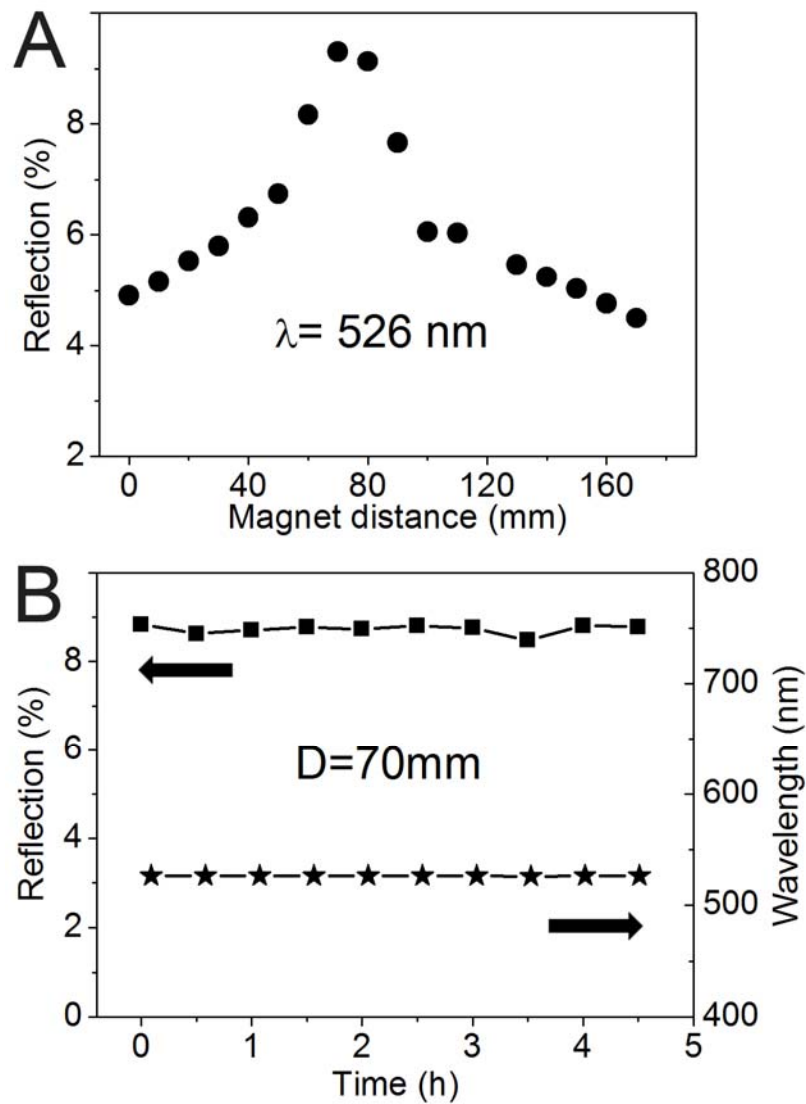 A
Reflection (%)
8
6
4
2
λ= 526 nm
0 40 80 120 160
Magnet distance (mm)
B
Reflection (%)
8
6
4
2
0
D=70mm
800
700
600
500
400
Wavelength (nm)
0 1 2 3 4 5
Time (h)